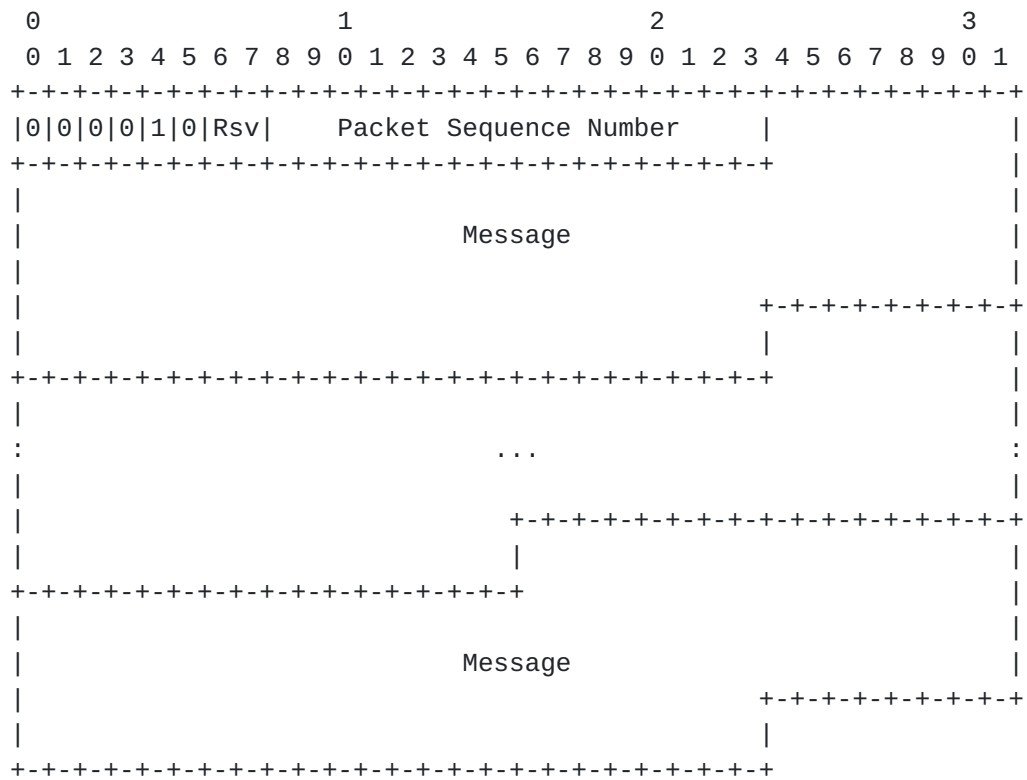 0                   1                   2                   3
 0 1 2 3 4 5 6 7 8 9 0 1 2 3 4 5 6 7 8 9 0 1 2 3 4 5 6 7 8 9 0 1
+-+-+-+-+-+-+-+-+-+-+-+-+-+-+-+-+-+-+-+-+-+-+-+-+-+-+-+-+-+-+-+-+
|0|0|0|0|1|0|Rsv|    Packet Sequence Number     |               |
+-+-+-+-+-+-+-+-+-+-+-+-+-+-+-+-+-+-+-+-+-+-+-+-+               |
|                                                               |
|                            Message                            |
|                                                               |
|                                               +-+-+-+-+-+-+-+-+
|                                               |               |
+-+-+-+-+-+-+-+-+-+-+-+-+-+-+-+-+-+-+-+-+-+-+-+-+               |
|                                                               |
:                              ...                              :
|                                                               |
|                               +-+-+-+-+-+-+-+-+-+-+-+-+-+-+-+-+
|                               |                               |
+-+-+-+-+-+-+-+-+-+-+-+-+-+-+-+-+                               |
|                                                               |
|                            Message                            |
|                                               +-+-+-+-+-+-+-+-+
|                                               |
+-+-+-+-+-+-+-+-+-+-+-+-+-+-+-+-+-+-+-+-+-+-+-+-+